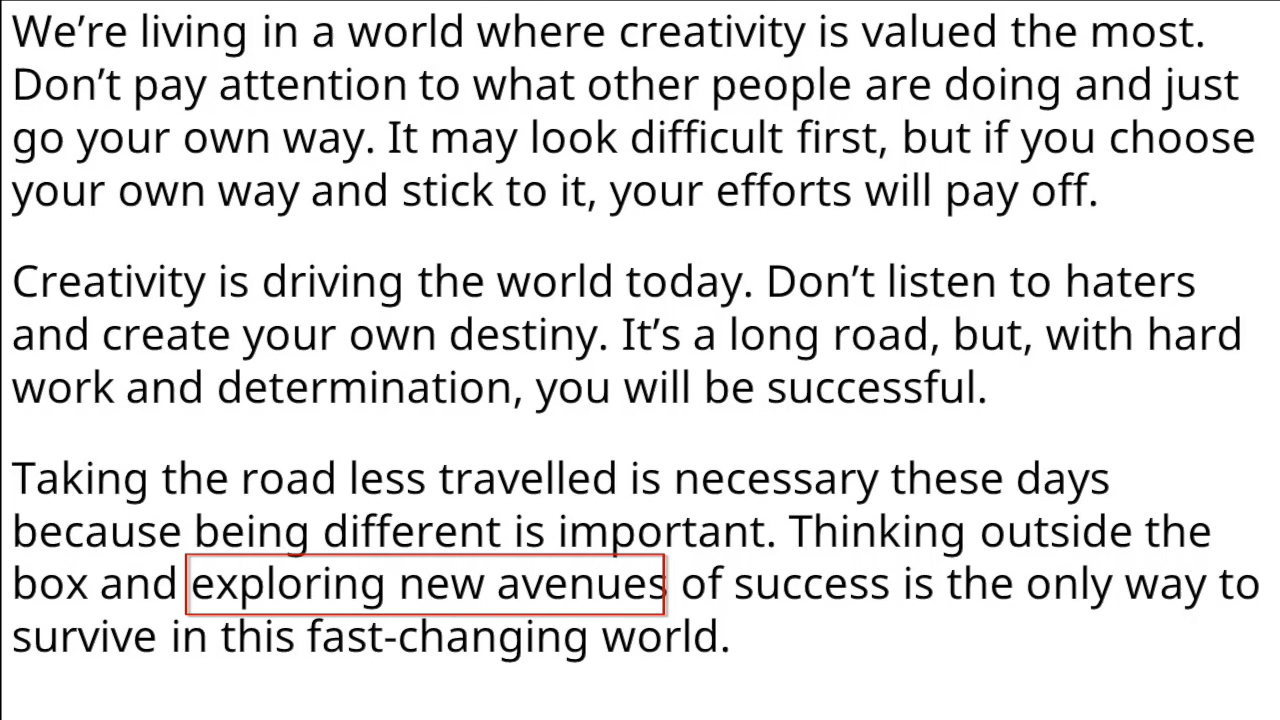 We’re living in a world where creativity is valued the most.
Don’t pay attention to what other people are doing and just
go your own way. It may look difficult first, but if you choose
your own way and stick to it, your efforts will pay off.
Creativity is driving the world today. Don’t listen to haters
and create your own destiny. It’s a long road, but, with hard
work and determination, you will be successful.
Taking the road less travelled is necessary these days
because being different is important. Thinking outside the
box and exploring new avenues of success is the only way to
survive in this fast-changing world.